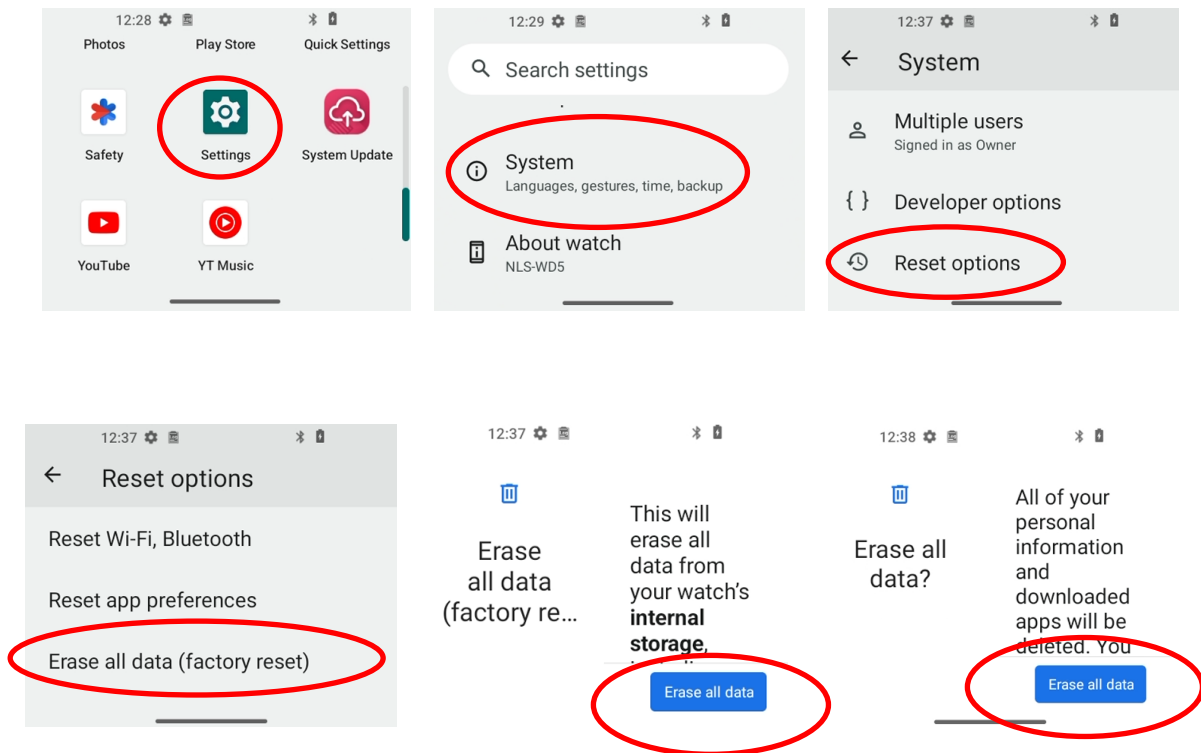 12:28
Photos Play Store Quick Settings
Safety Settings System Update
YouTube YT Music
12:29
Search settings
System
Languages, gestures, time, backup
About watch
NLS-WD5
12:37
System
Multiple users
Signed in as Owner
{ } Developer options
Reset options
12:37
Reset options
Reset Wi-Fi, Bluetooth
Reset app preferences
Erase all data (factory reset)
12:37
Erase
all data
(factory re...
This will
erase all
data from
your watch's
internal
storage,
Erase all data
12:38
Erase all
data?
All of your
personal
information
and
downloaded
apps will be
deleted. You
Erase all data